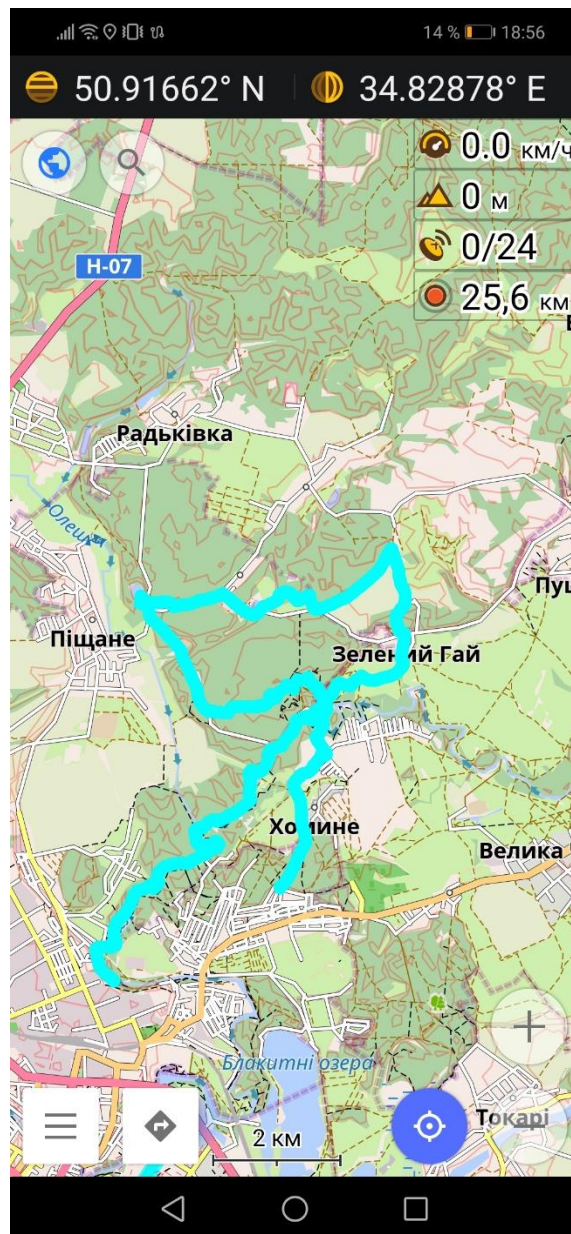 14 % 18:56
50.91662° N 34.82878° E
0.0 км/ч
0 м
0/24
25,6 км
H-07
Радьківка
Олешня
Піщане
Пуш
Зелений Гай
Хомине
Велика
Блакитні озера
Токарі
2 км